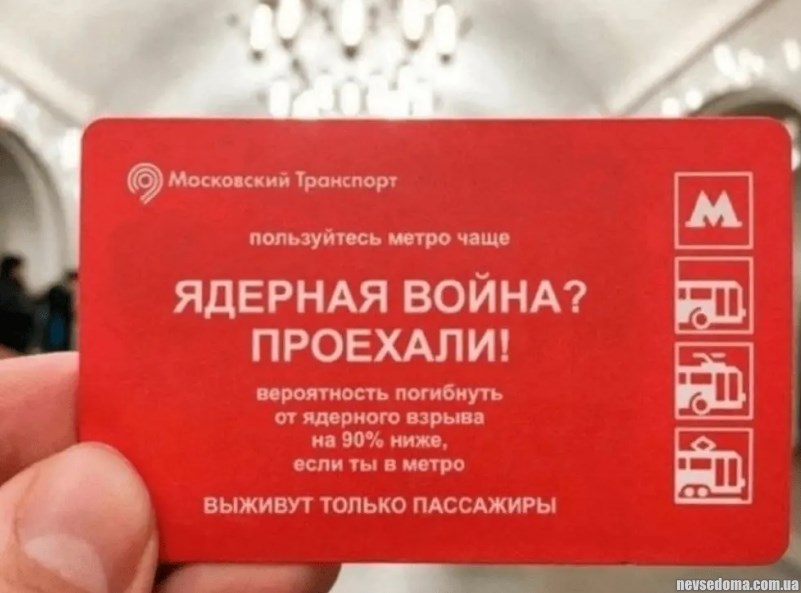 Московский Транспорт
пользуйтесь метро чаще
ЯДЕРНАЯ ВОЙНА?
ПРОЕХАЛИ!
вероятность погибнуть
от ядерного взрыва
на 90% ниже,
если ты в метро
ВЫЖИВУТ ТОЛЬКО ПАССАЖИРЫ
М
nevsedoma.com.ua